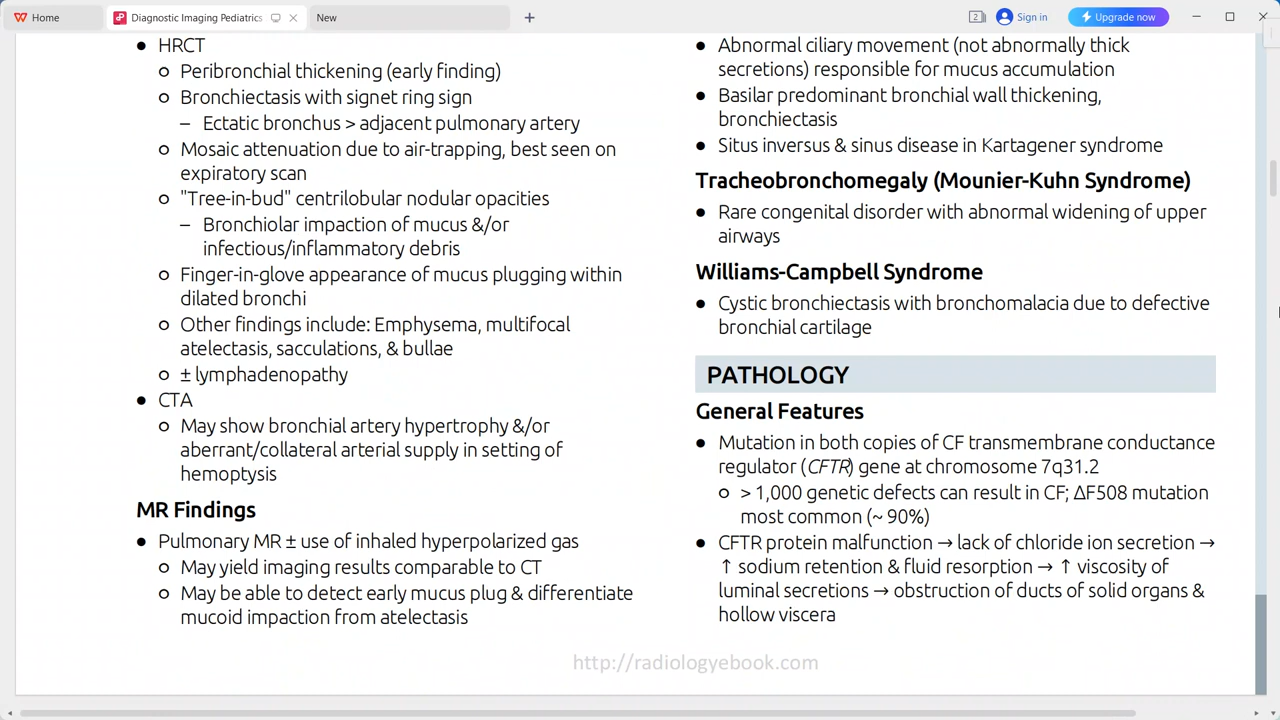 Home
Diagnostic Imaging Pediatrics
New
2
Sign in
Upgrade now
● HRCT
o Peribronchial thickening (early finding)
o Bronchiectasis with signet ring sign
– Ectatic bronchus > adjacent pulmonary artery
o Mosaic attenuation due to air-trapping, best seen on
expiratory scan
o "Tree-in-bud" centrilobular nodular opacities
– Bronchiolar impaction of mucus &/or
infectious/inflammatory debris
o Finger-in-glove appearance of mucus plugging within
dilated bronchi
o Other findings include: Emphysema, multifocal
atelectasis, sacculations, & bullae
o ± lymphadenopathy
● CTA
o May show bronchial artery hypertrophy &/or
aberrant/collateral arterial supply in setting of
hemoptysis
MR Findings
● Pulmonary MR ± use of inhaled hyperpolarized gas
o May yield imaging results comparable to CT
o May be able to detect early mucus plug & differentiate
mucoid impaction from atelectasis
● Abnormal ciliary movement (not abnormally thick
secretions) responsible for mucus accumulation
● Basilar predominant bronchial wall thickening,
bronchiectasis
● Situs inversus & sinus disease in Kartagener syndrome
Tracheobronchomegaly (Mounier-Kuhn Syndrome)
● Rare congenital disorder with abnormal widening of upper
airways
Williams-Campbell Syndrome
● Cystic bronchiectasis with bronchomalacia due to defective
bronchial cartilage
PATHOLOGY
General Features
● Mutation in both copies of CF transmembrane conductance
regulator (CFTR) gene at chromosome 7q31.2
o > 1,000 genetic defects can result in CF; ΔF508 mutation
most common (~ 90%)
● CFTR protein malfunction → lack of chloride ion secretion →
↑ sodium retention & fluid resorption → ↑ viscosity of
luminal secretions → obstruction of ducts of solid organs &
hollow viscera
http://radiologyebook.com